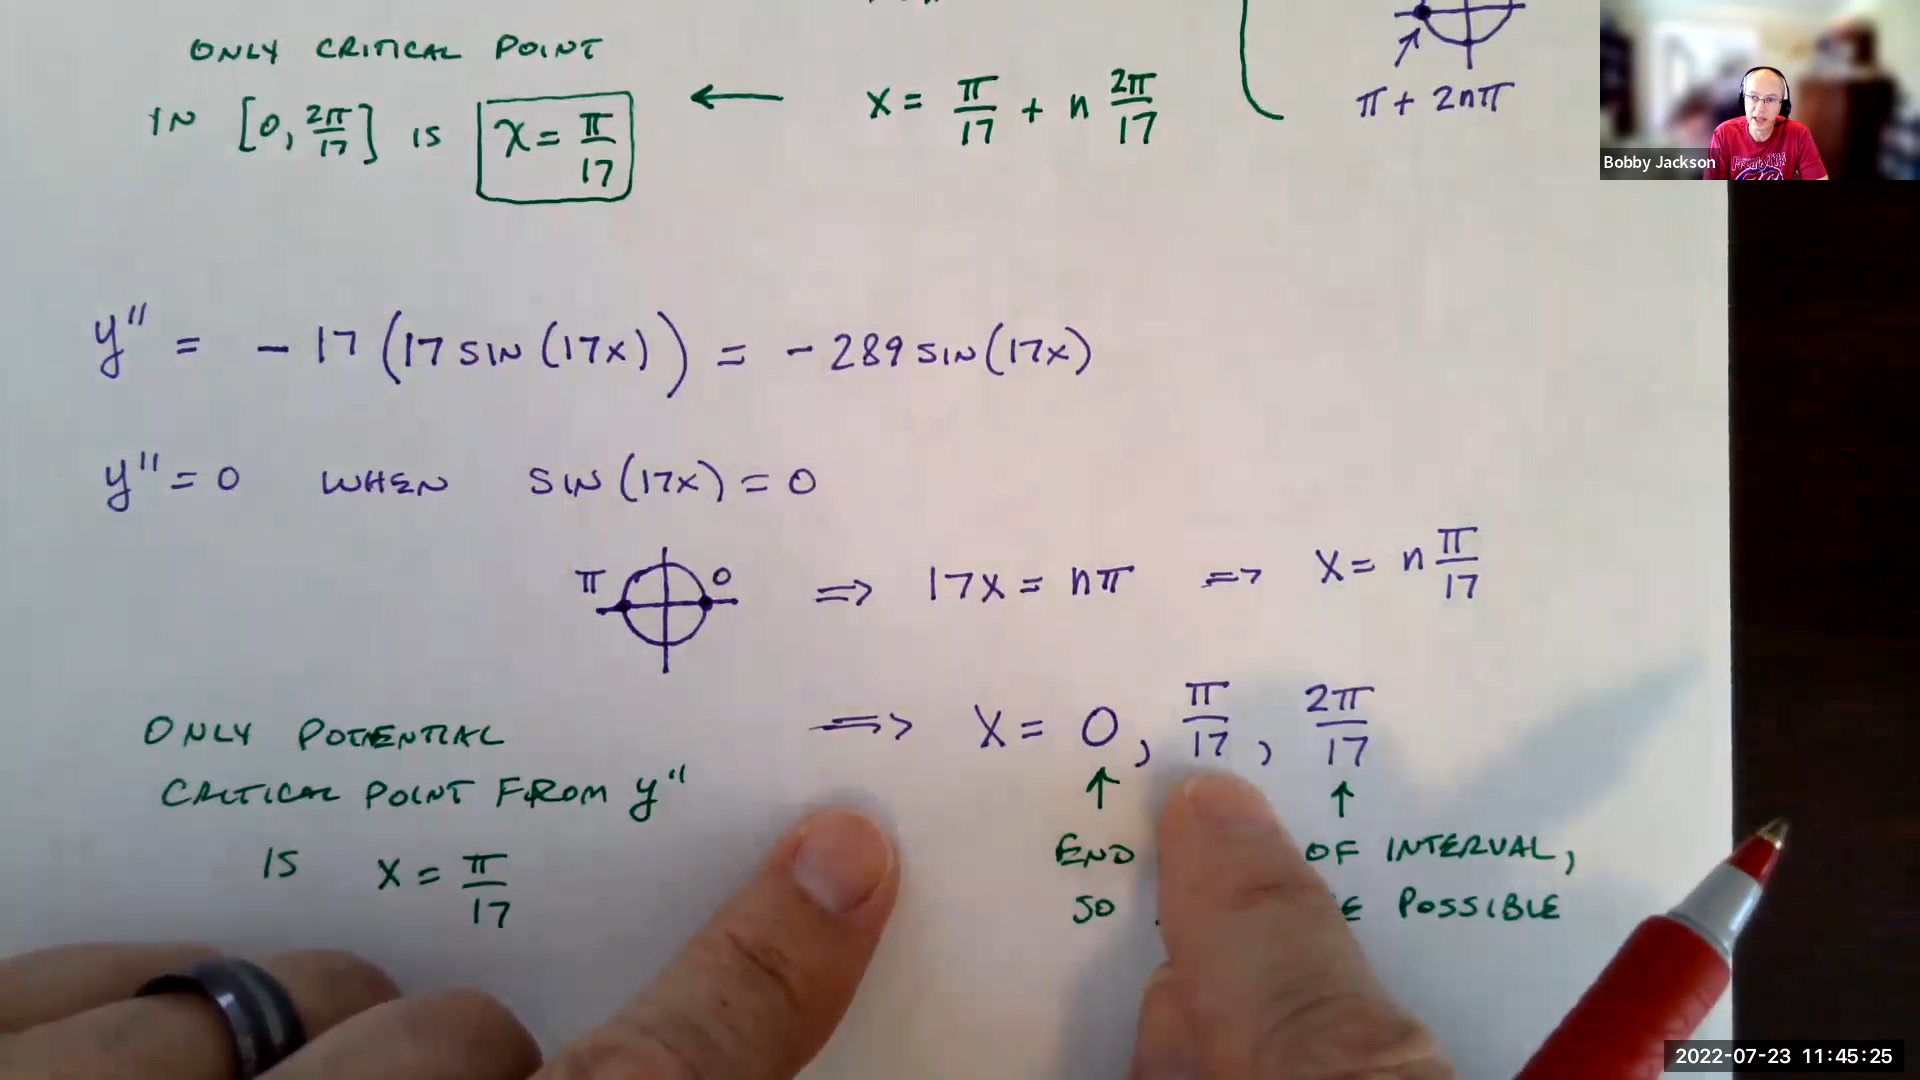 ONLY CRITICAL POINT
IN [0, 2π/17] IS x = π/17 ← x = π/17 + n 2π/17
π + 2nπ
Bobby Jackson
y'' = -17(17 SIN(17x)) = -289 SIN(17x)
y'' = 0 WHEN SIN(17x) = 0
π 0 ⇒ 17x = nπ ⇒ x = n π/17
⇒ x = 0, π/17, 2π/17
ONLY POTENTIAL
CRITICAL POINT FROM y''
IS x = π/17
↑ ↑
END OF INTERVAL,
SO POSSIBLE
2022-07-23 11:45:25